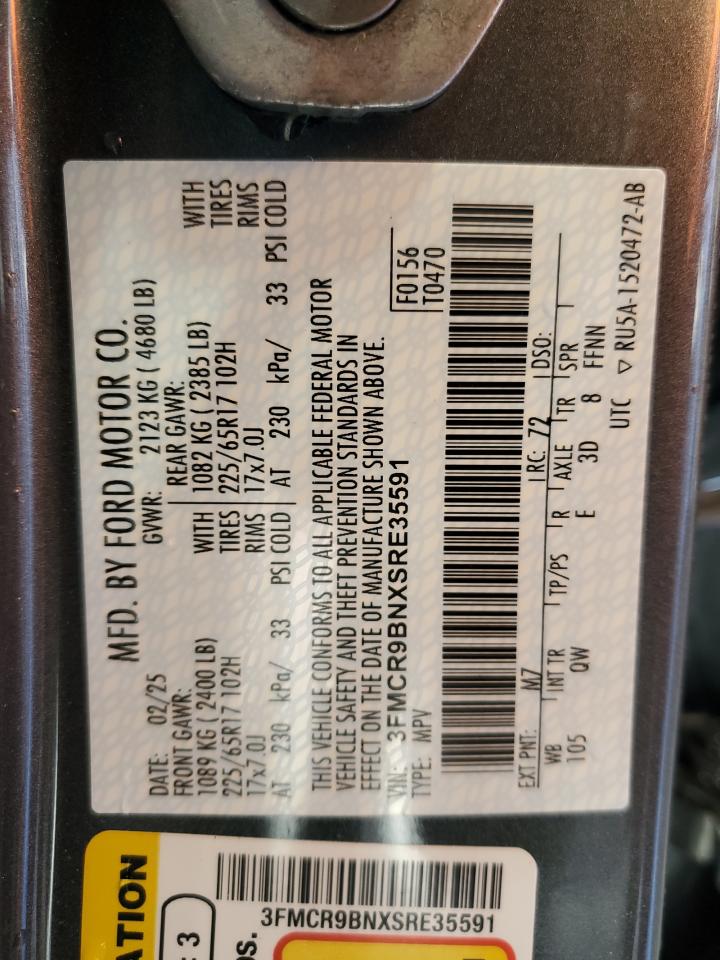 MFD. BY FORD MOTOR CO.
DATE: 02/25 GVWR: 2123 KG ( 4680 LB)
FRONT GAWR: REAR GAWR:
1089 KG ( 2400 LB) WITH 1082 KG ( 2385 LB) WITH
225/65R17 102H TIRES 225/65R17 102H TIRES
17x7.0J RIMS 17x7.0J RIMS
AT 230 kPa/ 33 PSI COLD AT 230 kPa/ 33 PSI COLD
THIS VEHICLE CONFORMS TO ALL APPLICABLE FEDERAL MOTOR
VEHICLE SAFETY AND THEFT PREVENTION STANDARDS IN
EFFECT ON THE DATE OF MANUFACTURE SHOWN ABOVE.
VIN: 3FMCR9BNXSRE35591 F0156
TYPE: MPV T0470
EXT PNT: M7 RC: 72 DSO:
WB INT TR TP/PS R AXLE TR SPR
105 QW E 3D 8 FFNN
UTC ▽ RU5A-1520472-AB
ATION
: 3
3FMCR9BNXSRE35591
os.